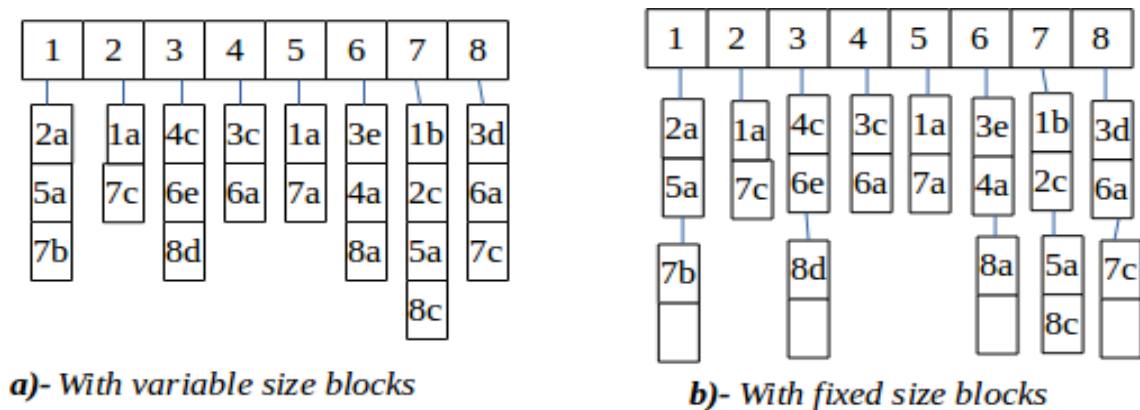 1 2 3 4 5 6 7 8
2a 1a 4c 3c 1a 3e 1b 3d
5a 7c 6e 6a 7a 4a 2c 6a
7b 8d 8a 5a 7c
8c
a)- With variable size blocks
1 2 3 4 5 6 7 8
2a 1a 4c 3c 1a 3e 1b 3d
5a 7c 6e 6a 7a 4a 2c 6a
7b 8d 8a 5a 7c
8c
b)- With fixed size blocks